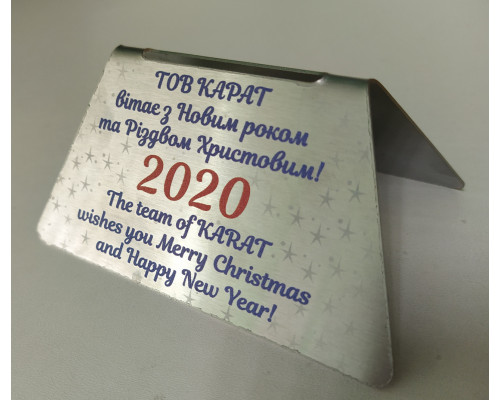 ТОВ КАРАТ
вітає з Новим роком
та Різдвом Христовим!
2020
The team of KARAT
wishes you Merry Christmas
and Happy New Year!